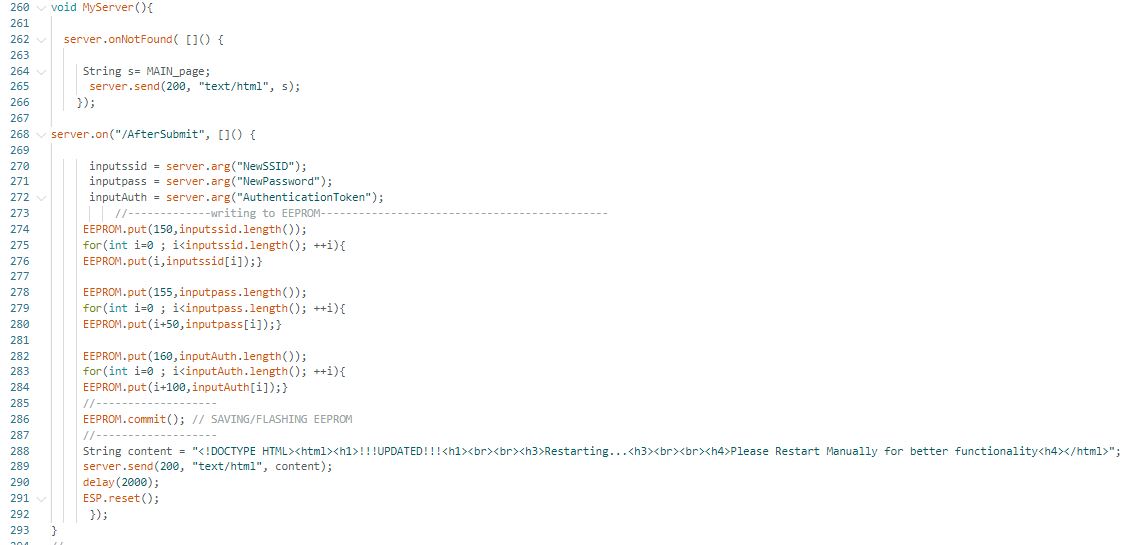 260 void MyServer(){
261
262 server.onNotFound( []() {
263
264 String s= MAIN_page;
265 server.send(200, "text/html", s);
266 });
267
268 server.on("/AfterSubmit", []() {
269
270 inputssid = server.arg("NewSSID");
271 inputpass = server.arg("NewPassword");
272 inputAuth = server.arg("AuthenticationToken");
273 //-------------writing to EEPROM---------------------------------------------
274 EEPROM.put(150,inputssid.length());
275 for(int i=0 ; i<inputssid.length(); ++i){
276 EEPROM.put(i,inputssid[i]);}
277
278 EEPROM.put(155,inputpass.length());
279 for(int i=0 ; i<inputpass.length(); ++i){
280 EEPROM.put(i+50,inputpass[i]);}
281
282 EEPROM.put(160,inputAuth.length());
283 for(int i=0 ; i<inputAuth.length(); ++i){
284 EEPROM.put(i+100,inputAuth[i]);}
285 //-------------------
286 EEPROM.commit(); // SAVING/FLASHING EEPROM
287 //-------------------
288 String content = "<!DOCTYPE HTML><html><h1>!!!UPDATED!!!<h1><br><br><h3>Restarting...<h3><br><br><h4>Please Restart Manually for better functionality<h4></html>";
289 server.send(200, "text/html", content);
290 delay(2000);
291 ESP.reset();
292 });
293 }